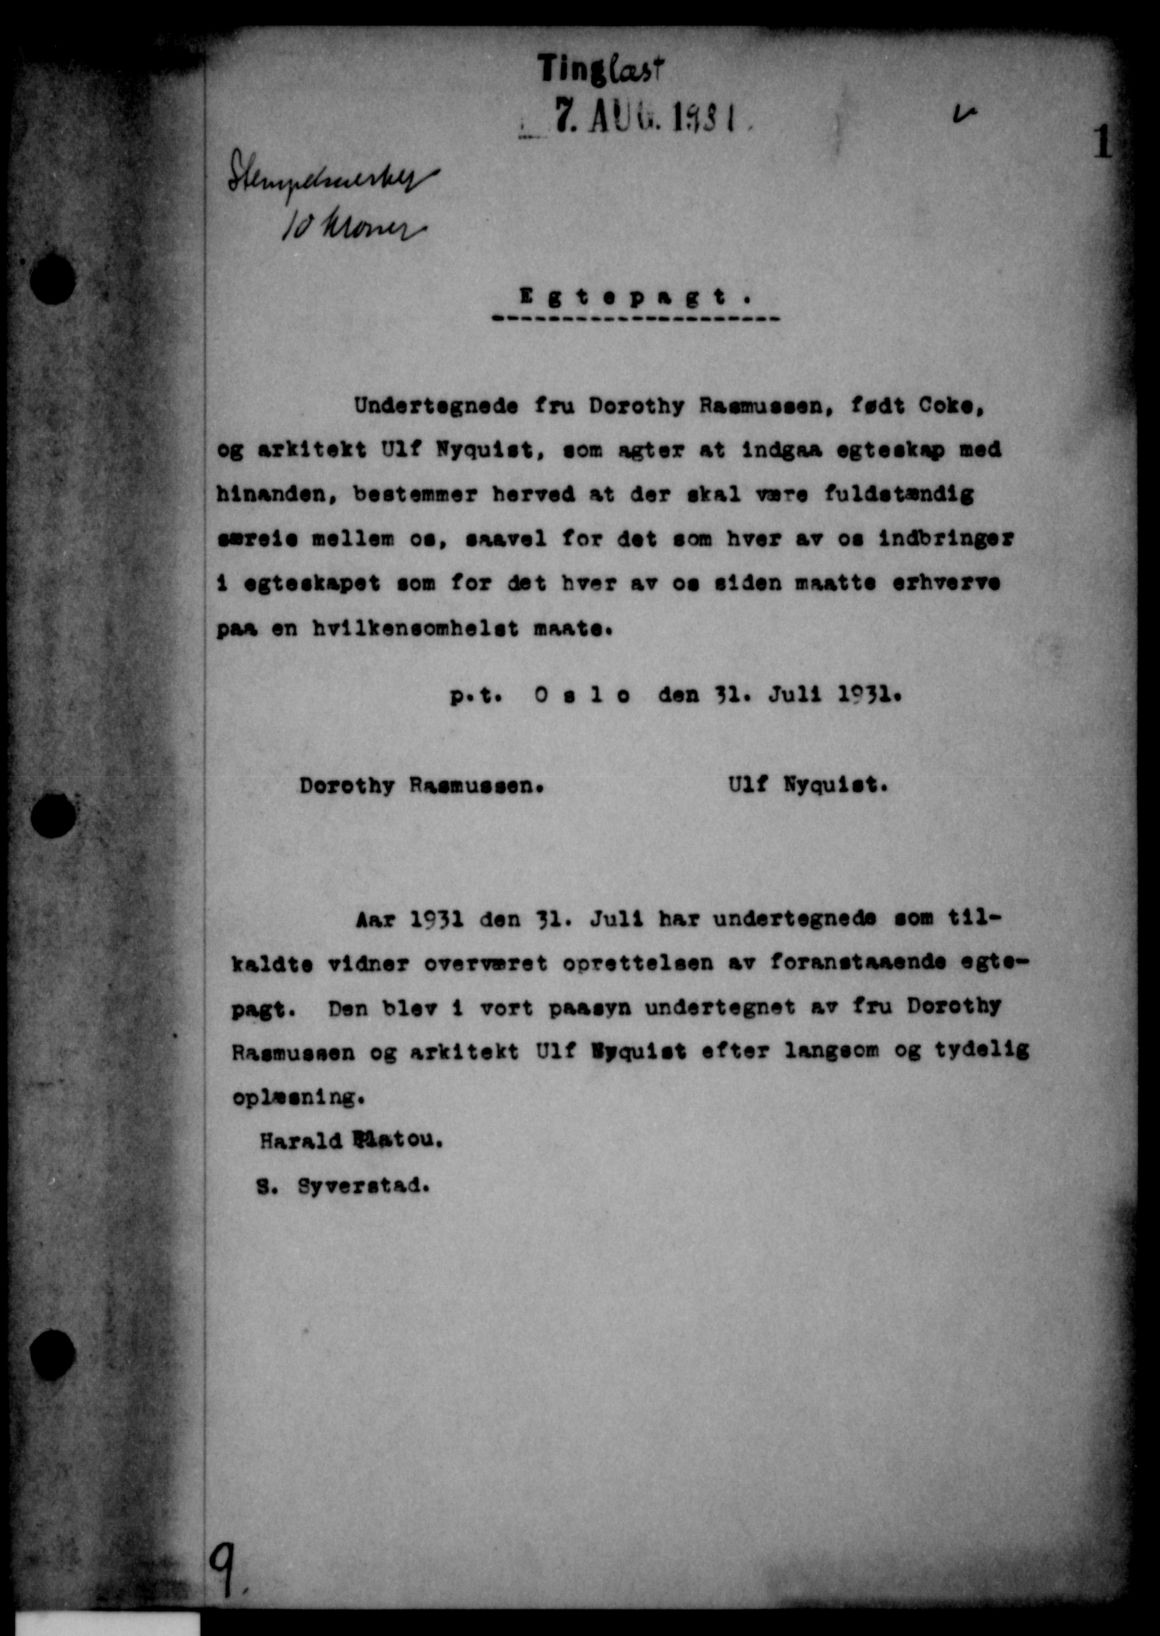 Tinglæst
7. AUG. 1931.
1
Stempelmerker
10 kroner
Egtepagt.
Undertegnede fru Dorothy Rasmussen, født Coke,
og arkitekt Ulf Nyquist, som agter at indgaa egteskap med
hinanden, bestemmer herved at der skal være fuldstændig
særeie mellem os, saavel for det som hver av os indbringer
i egteskapet som for det hver av os siden maatte erhverve
paa en hvilkensomhelst maate.
p.t. Oslo den 31. Juli 1931.
Dorothy Rasmussen. Ulf Nyquist.
Aar 1931 den 31. Juli har undertegnede som til-
kaldte vidner overværet oprettelsen av foranstaaende egte-
pagt. Den blev i vort paasyn undertegnet av fru Dorothy
Rasmussen og arkitekt Ulf Nyquist efter langsom og tydelig
oplæsning.
Harald Platou.
S. Syverstad.
9.